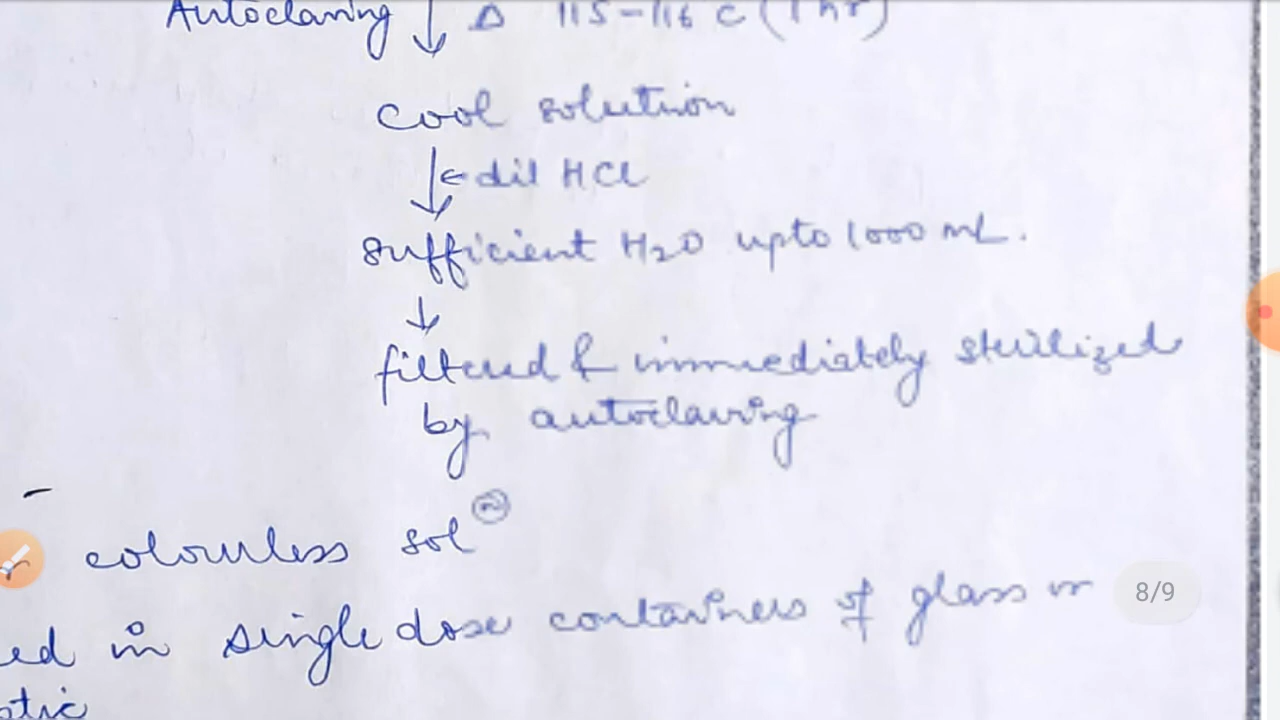 Autoclaving ↓ Δ 115-116 C (1 hr)
cool solution
← dil HCl
sufficient H2O upto 1000 mL.
↓
filtered & immediately sterilized
by autoclaving
colourless sol(n)
ed in single dose containers of glass or
8/9